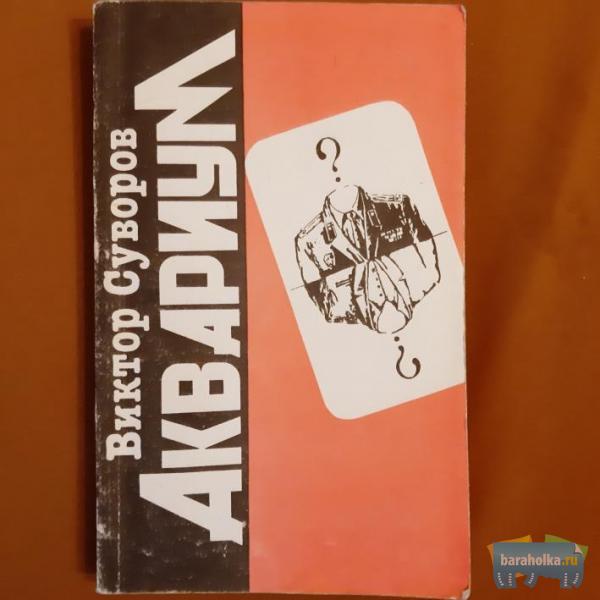 Виктор Суворов
АКВАРИУМ
?
?
baraholka.ru